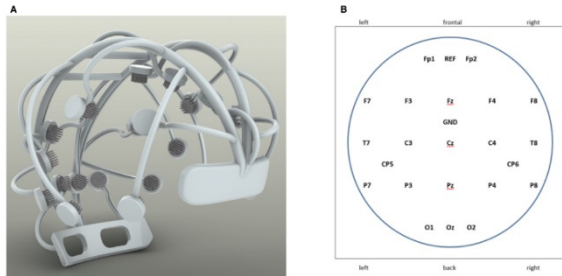 A
B
left frontal right
Fp1 REF Fp2
F7 F3 Fz F4 F8
GND
T7 C3 Cz C4 T8
CP5 CP6
P7 P3 Pz P4 P8
O1 Oz O2
left back right